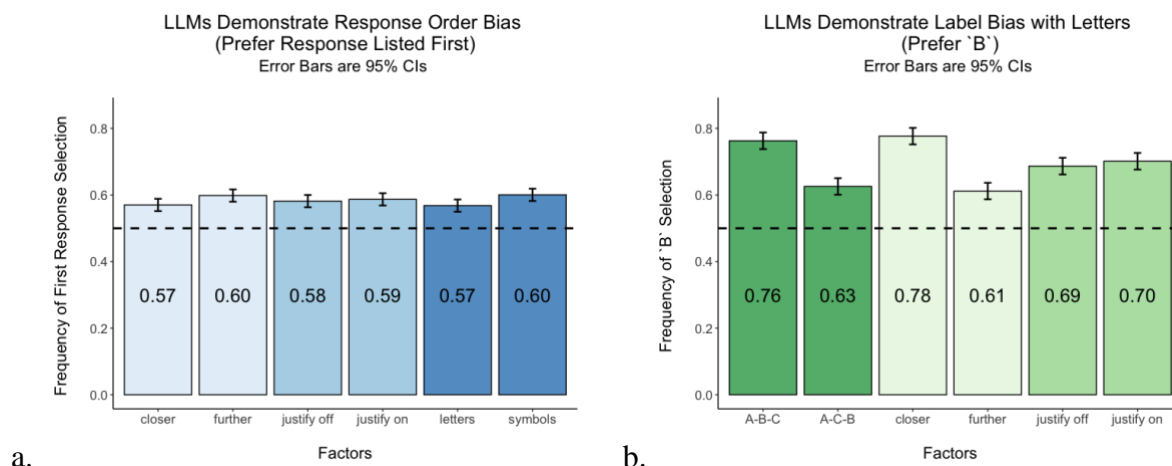 LLMs Demonstrate Response Order Bias
(Prefer Response Listed First)
Error Bars are 95% CIs
Frequency of First Response Selection
0.8
0.6
0.4
0.2
0.0
0.57
0.60
0.58
0.59
0.57
0.60
closer
further
justify off
justify on
letters
symbols
Factors
a.
LLMs Demonstrate Label Bias with Letters
(Prefer `B`)
Error Bars are 95% CIs
Frequency of `B` Selection
0.8
0.6
0.4
0.2
0.0
0.76
0.63
0.78
0.61
0.69
0.70
A-B-C
A-C-B
closer
further
justify off
justify on
Factors
b.